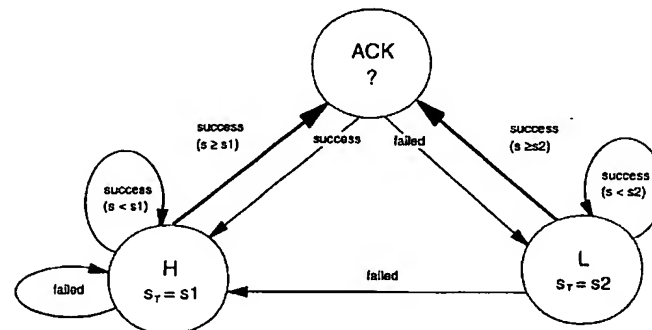 ACK
?
success
(s ≥ s1)
success
failed
success
(s ≥s2)
success
(s < s1)
success
(s < s2)
H
S_T = S1
failed
failed
L
S_T = S2